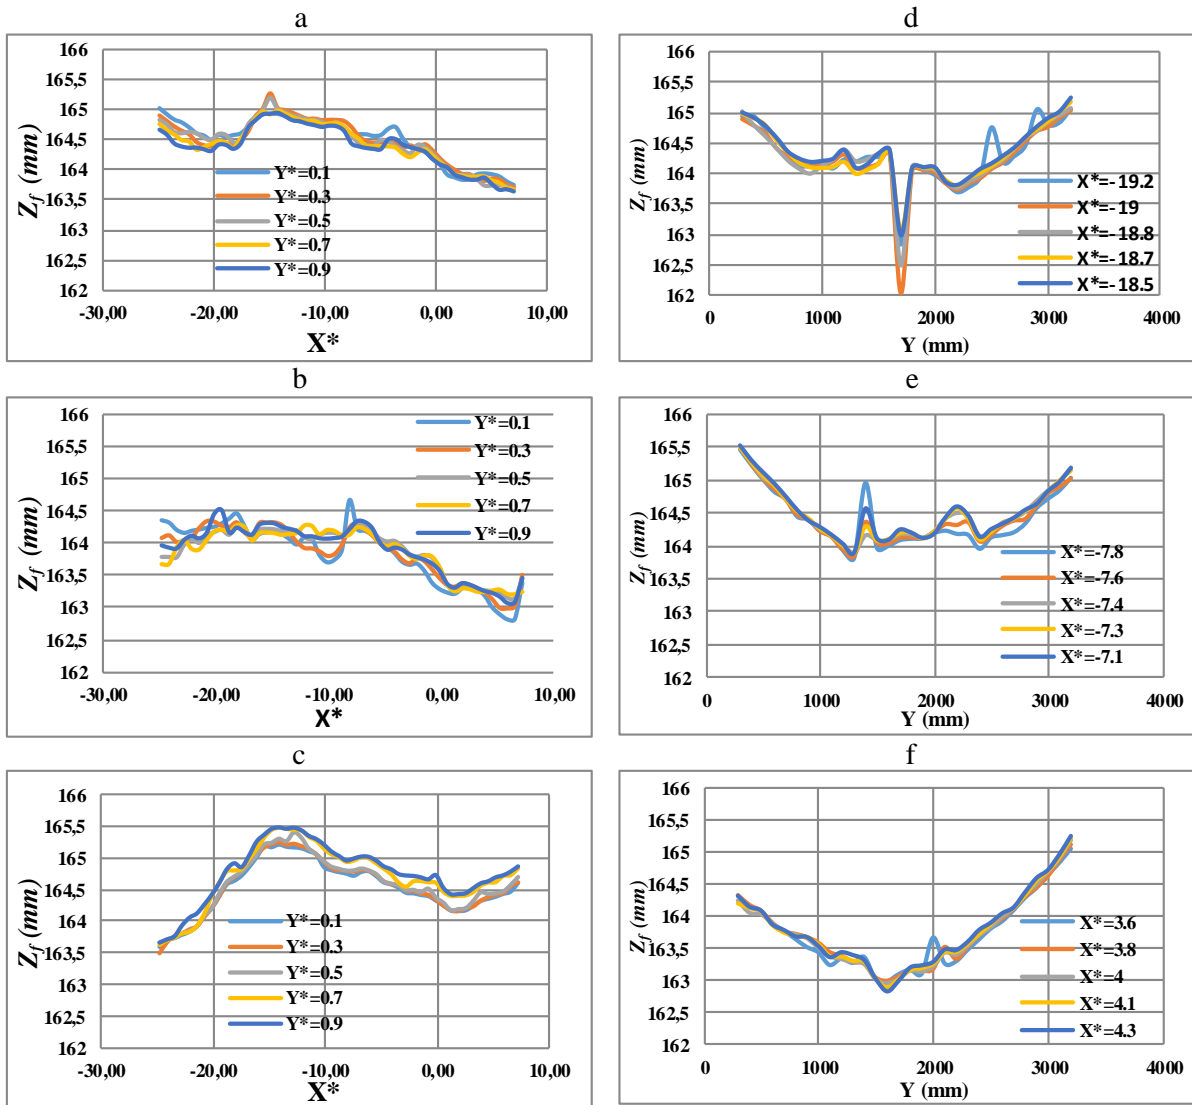 a
166
165,5
165
164,5
164
163,5
163
162,5
162
Z_f (mm)
-30,00 -20,00 -10,00 0,00 10,00
X*
Y*=0.1
Y*=0.3
Y*=0.5
Y*=0.7
Y*=0.9
d
166
165,5
165
164,5
164
163,5
163
162,5
162
Z_f (mm)
0 1000 2000 3000 4000
Y (mm)
X*=-19.2
X*=-19
X*=-18.8
X*=-18.7
X*=-18.5
b
166
165,5
165
164,5
164
163,5
163
162,5
162
Z_f (mm)
-30,00 -20,00 -10,00 0,00 10,00
X*
Y*=0.1
Y*=0.3
Y*=0.5
Y*=0.7
Y*=0.9
e
166
165,5
165
164,5
164
163,5
163
162,5
162
Z_f (mm)
0 1000 2000 3000 4000
Y (mm)
X*=-7.8
X*=-7.6
X*=-7.4
X*=-7.3
X*=-7.1
c
166
165,5
165
164,5
164
163,5
163
162,5
162
Z_f (mm)
-30,00 -20,00 -10,00 0,00 10,00
X*
Y*=0.1
Y*=0.3
Y*=0.5
Y*=0.7
Y*=0.9
f
166
165,5
165
164,5
164
163,5
163
162,5
162
Z_f (mm)
0 1000 2000 3000 4000
Y (mm)
X*=3.6
X*=3.8
X*=4
X*=4.1
X*=4.3